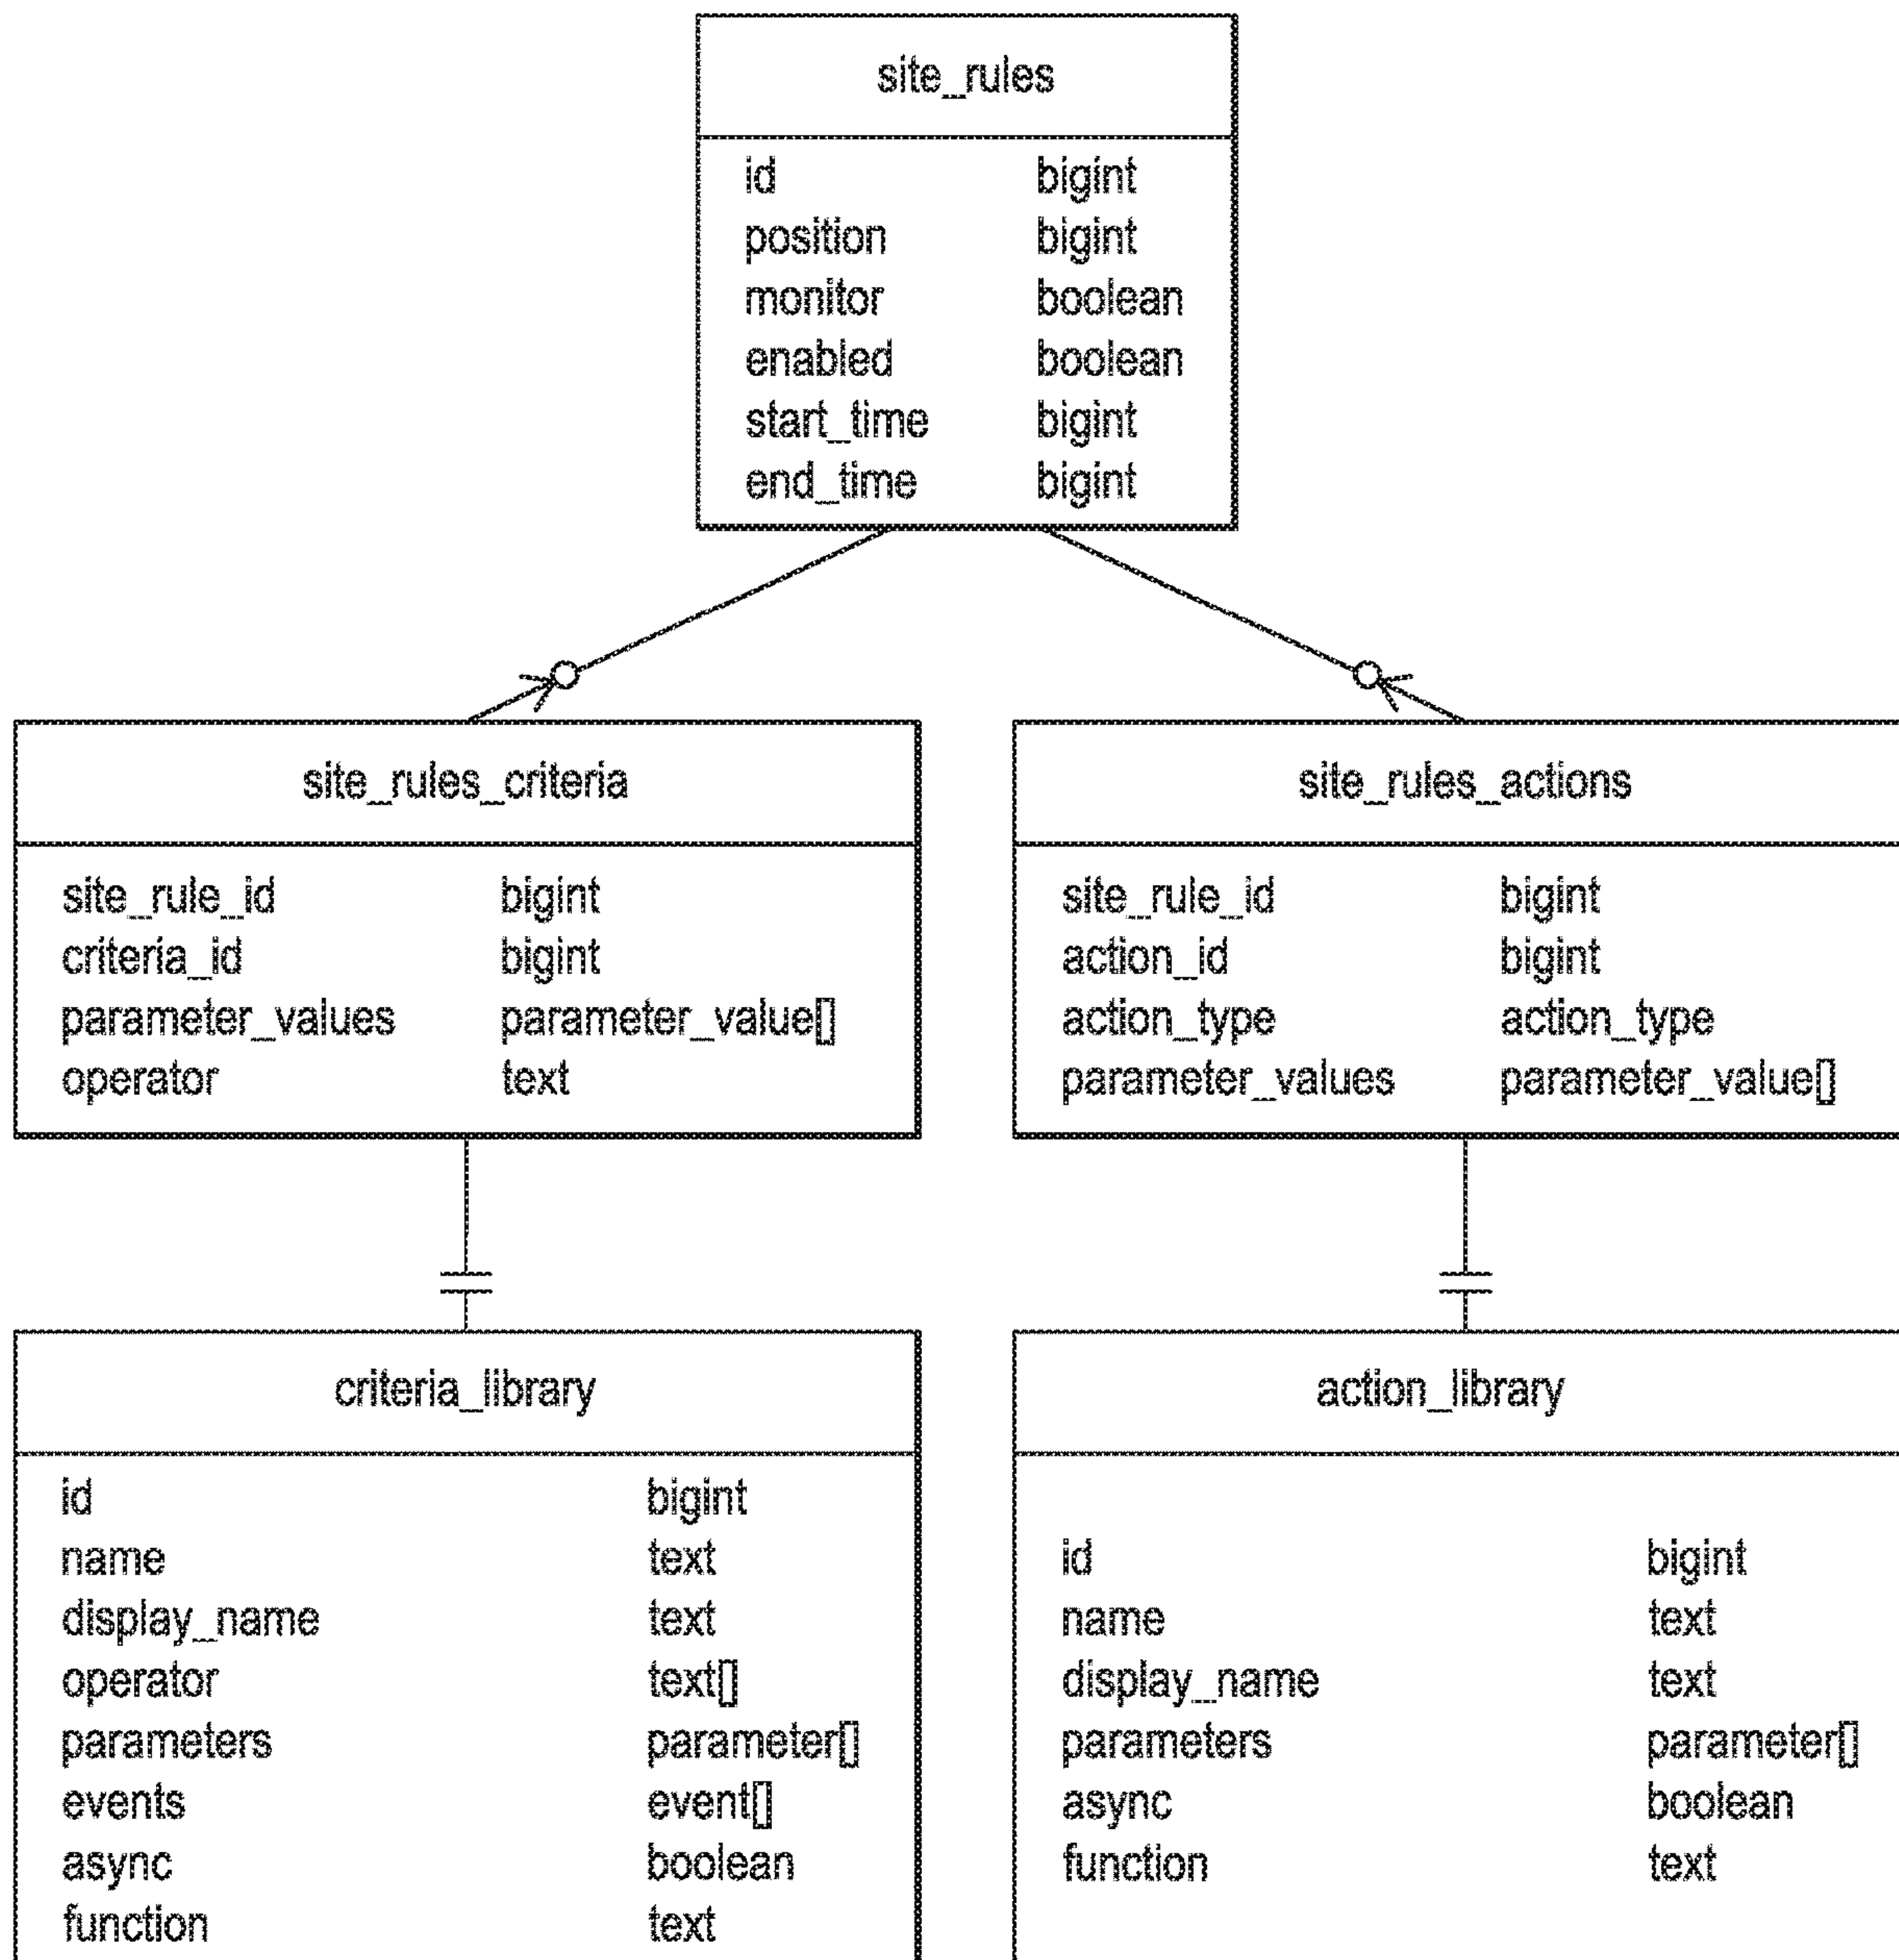 site_rules
id bigint
position bigint
monitor boolean
enabled boolean
start_time bigint
end_time bigint
site_rules_criteria
site_rule_id bigint
criteria_id bigint
parameter_values parameter_value[]
operator text
site_rules_actions
site_rule_id bigint
action_id bigint
action_type action_type
parameter_values parameter_value[]
criteria_library
id bigint
name text
display_name text
operator text[]
parameters parameter[]
events event[]
async boolean
function text
action_library
id bigint
name text
display_name text
parameters parameter[]
async boolean
function text